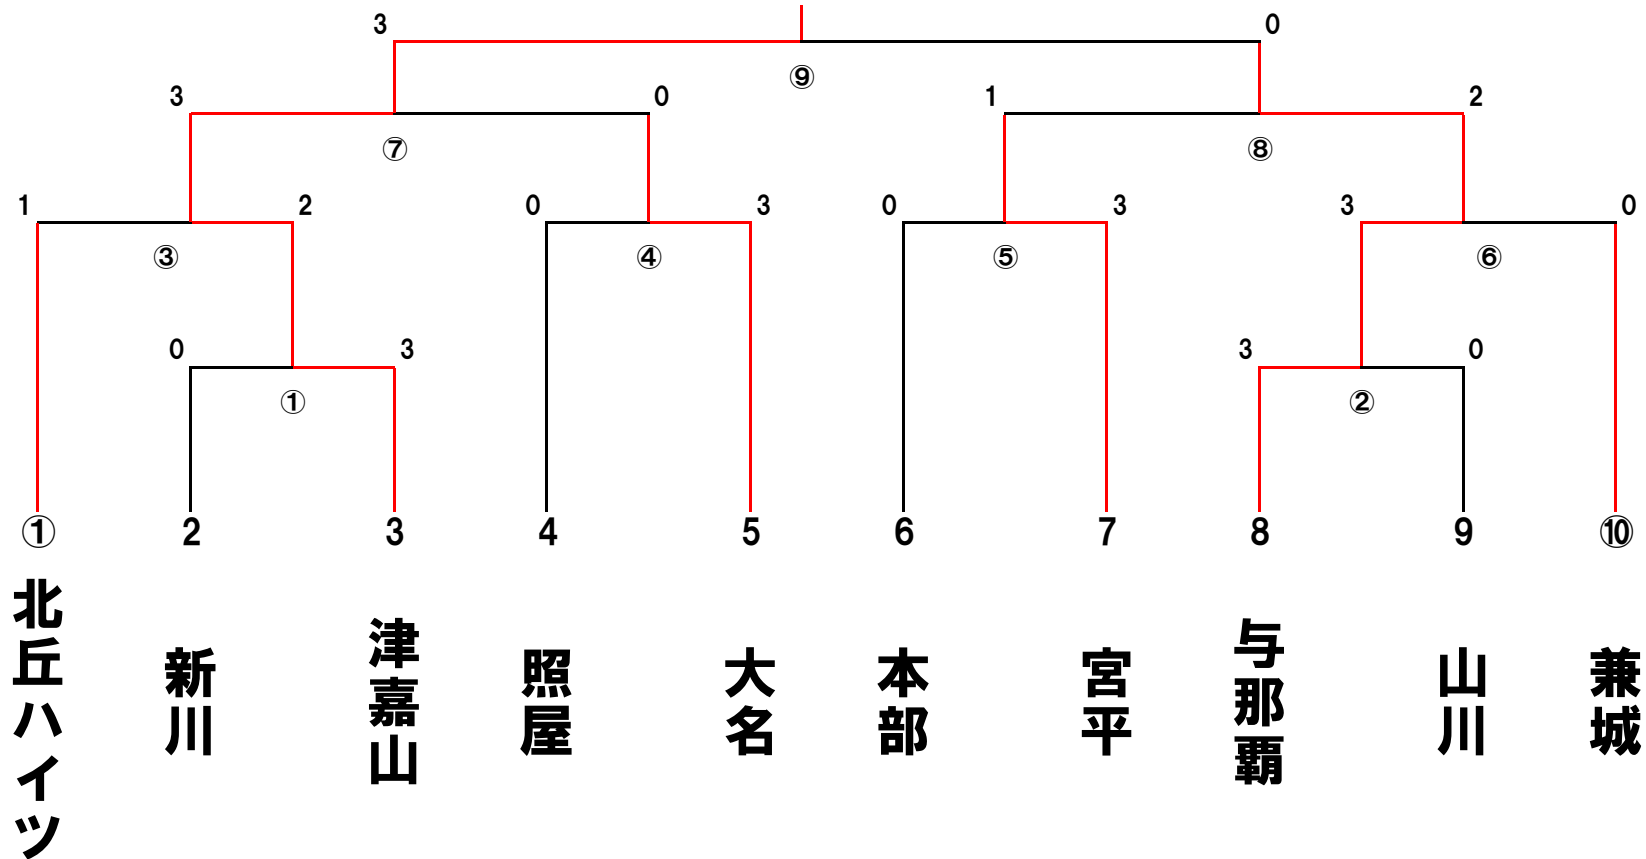 3 0
⑨
3 0 1 2
⑦ ⑧
1 2 0 3 0 3 3 0
③ ④ ⑤ ⑥
0 3 3 0
① ②
① 2 3 4 5 6 7 8 9 ⑩
北丘ハイツ
新川
津嘉山
照屋
大名
本部
宮平
与那覇
山川
兼城